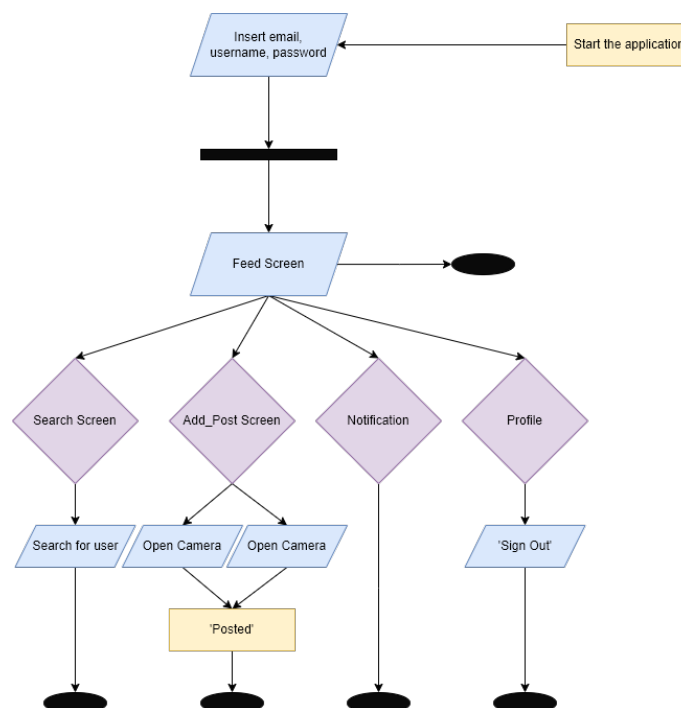 Insert email,
username, password
Start the application
Feed Screen
Search Screen
Add_Post Screen
Notification
Profile
Search for user
Open Camera
Open Camera
'Sign Out'
'Posted'